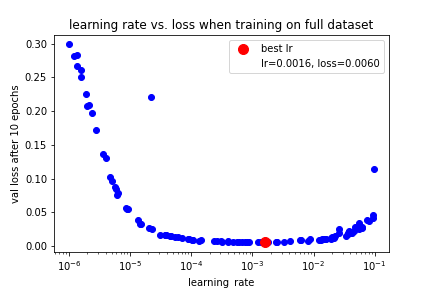 learning rate vs. loss when training on full dataset
best lr
lr=0.0016, loss=0.0060
val loss after 10 epochs
0.30
0.25
0.20
0.15
0.10
0.05
0.00
10⁻⁶ 10⁻⁵ 10⁻⁴ 10⁻³ 10⁻² 10⁻¹
learning rate